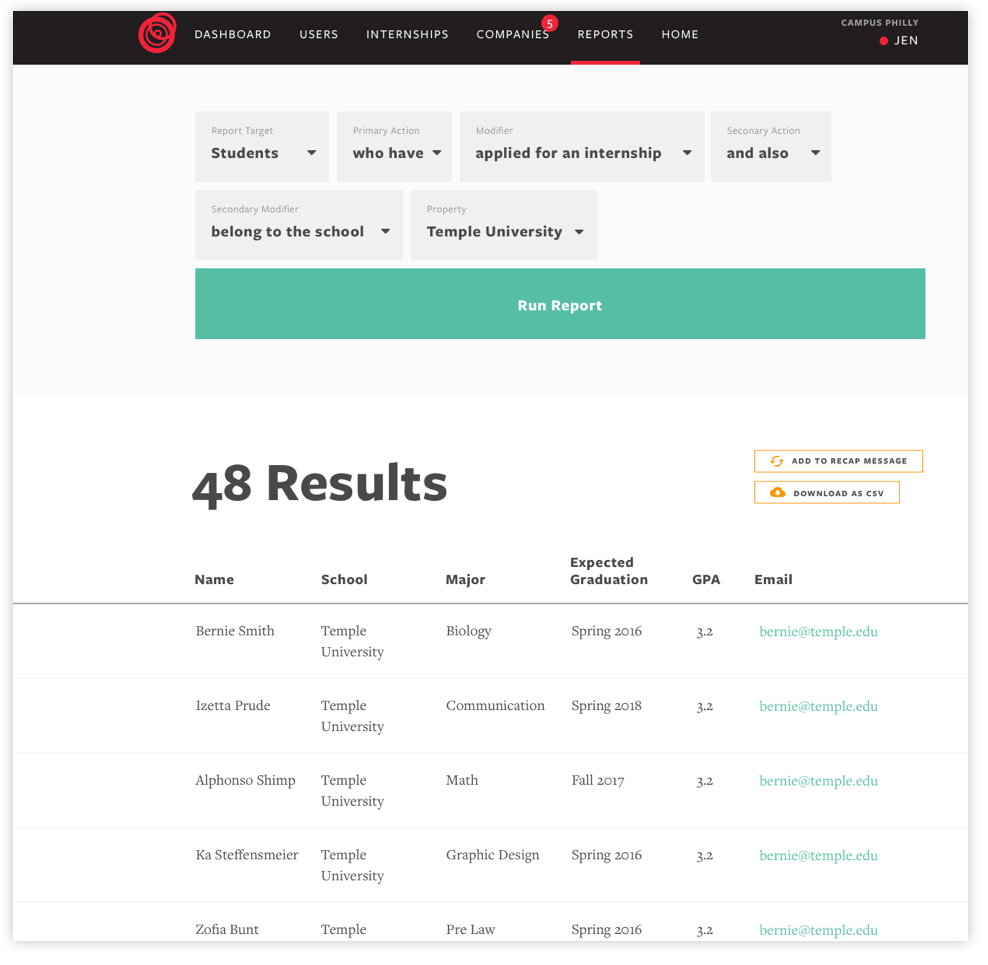 DASHBOARD USERS INTERNSHIPS COMPANIES 5 REPORTS HOME
CAMPUS PHILLY
JEN
Report Target Primary Action Modifier Seconary Action
Students who have applied for an internship and also
Secondary Modifier Property
belong to the school Temple University
Run Report
48 Results
ADD TO RECAP MESSAGE
DOWNLOAD AS CSV
Name School Major Expected Graduation GPA Email
Bernie Smith Temple University Biology Spring 2016 3.2 bernie@temple.edu
Izetta Prude Temple University Communication Spring 2018 3.2 bernie@temple.edu
Alphonso Shimp Temple University Math Fall 2017 3.2 bernie@temple.edu
Ka Steffensmeier Temple University Graphic Design Spring 2016 3.2 bernie@temple.edu
Zofia Bunt Temple Pre Law Spring 2016 3.2 bernie@temple.edu